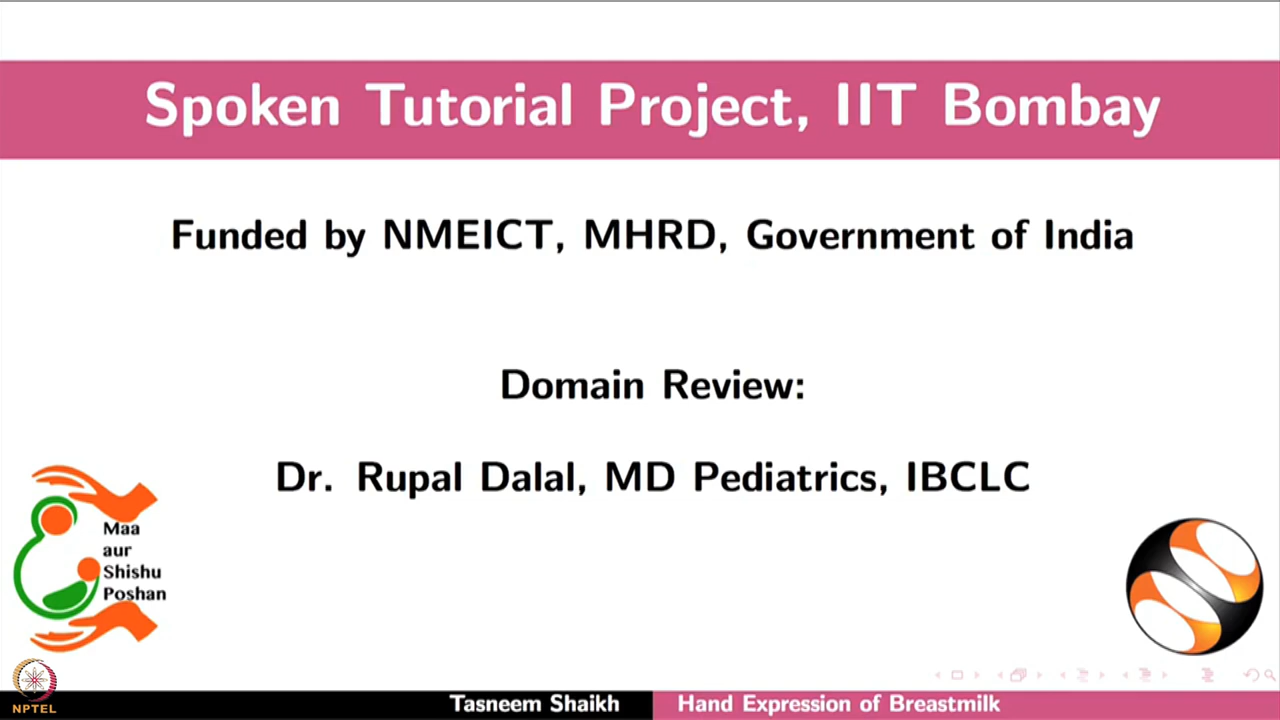 Spoken Tutorial Project, IIT Bombay
Funded by NMEICT, MHRD, Government of India
Domain Review:
Dr. Rupal Dalal, MD Pediatrics, IBCLC
Maa
aur
Shishu
Poshan
NPTEL
Tasneem Shaikh
Hand Expression of Breastmilk